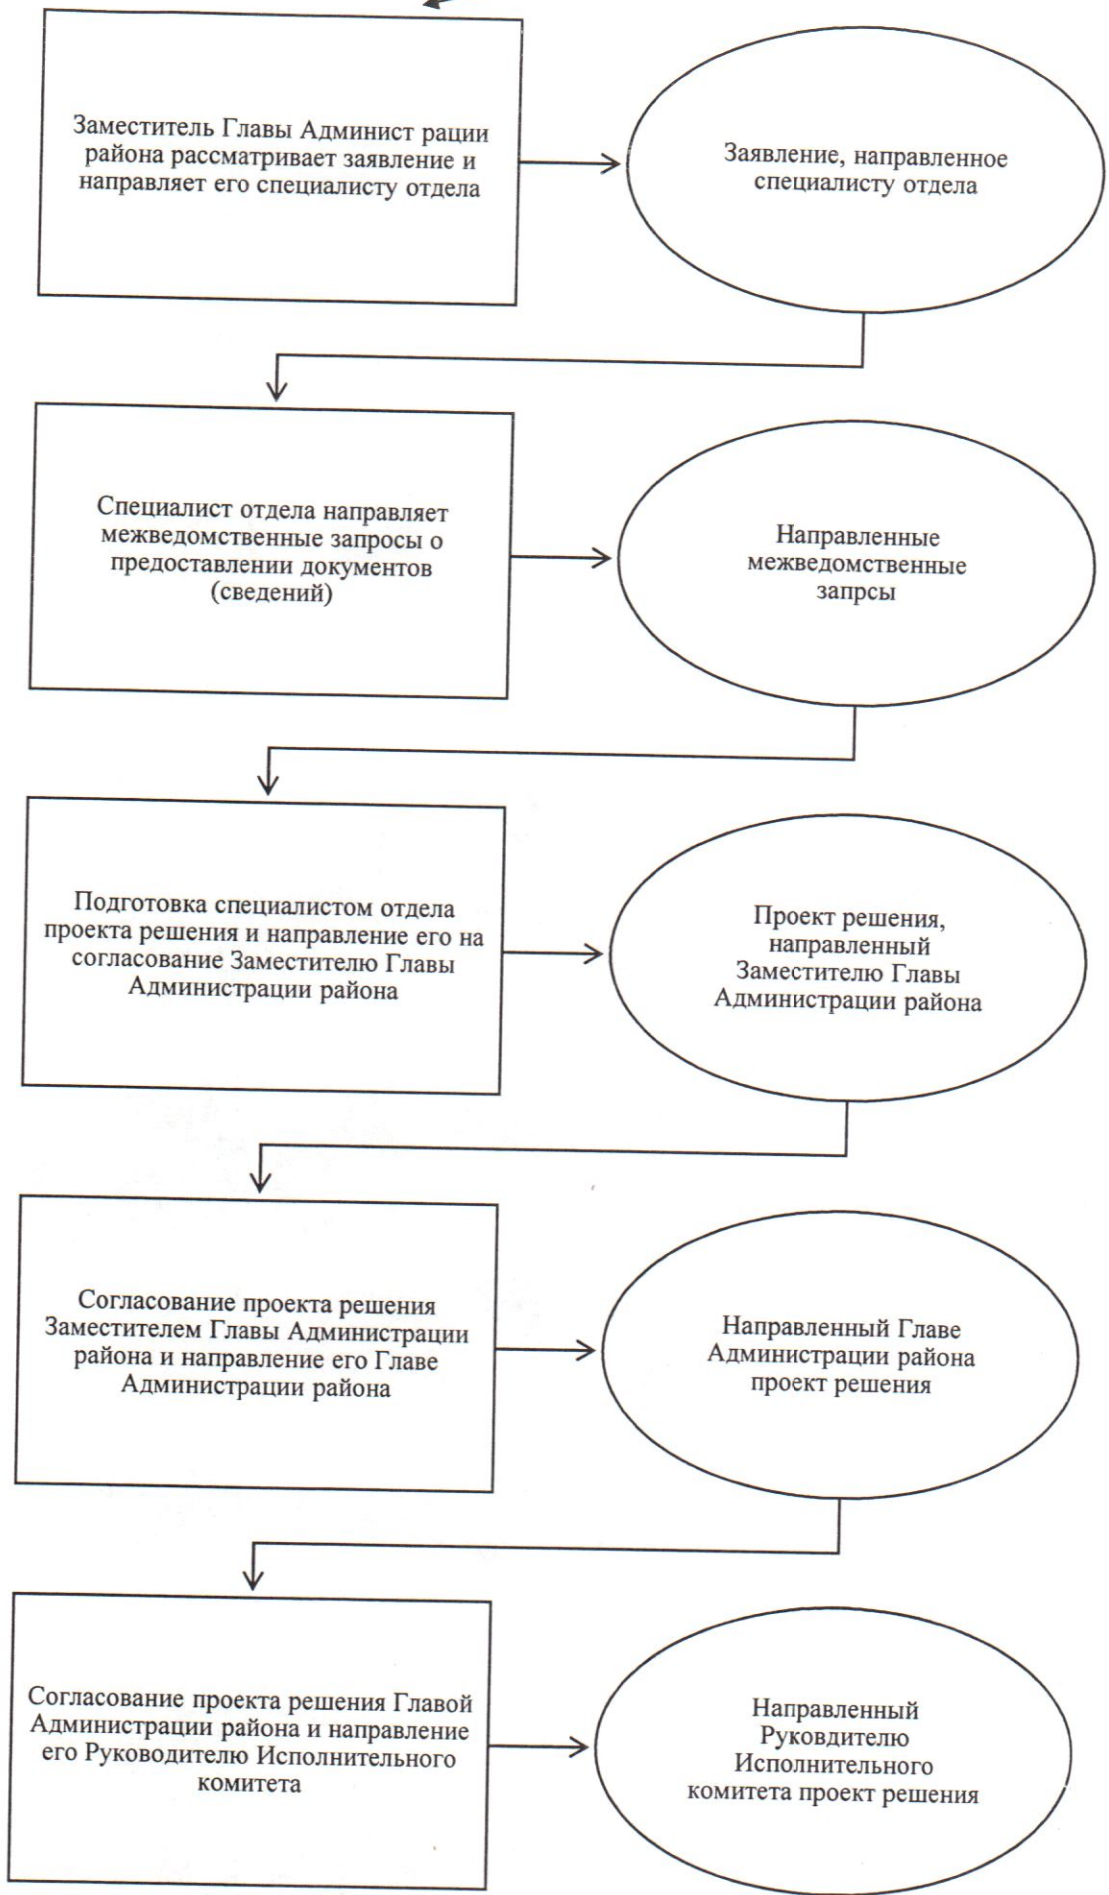 Заместитель Главы Админист рации
района рассматривает заявление и
направляет его специалисту отдела
Заявление, направленное
специалисту отдела
Специалист отдела направляет
межведомственные запросы о
предоставлении документов
(сведений)
Направленные
межведомственные
запрсы
Подготовка специалистом отдела
проекта решения и направление его на
согласование Заместителю Главы
Администрации района
Проект решения,
направленный
Заместителю Главы
Администрации района
Согласование проекта решения
Заместителем Главы Администрации
района и направление его Главе
Администрации района
Направленный Главе
Администрации района
проект решения
Согласование проекта решения Главой
Администрации района и направление
его Руководителю Исполнительного
комитета
Направленный
Руковдителю
Исполнительного
комитета проект решения